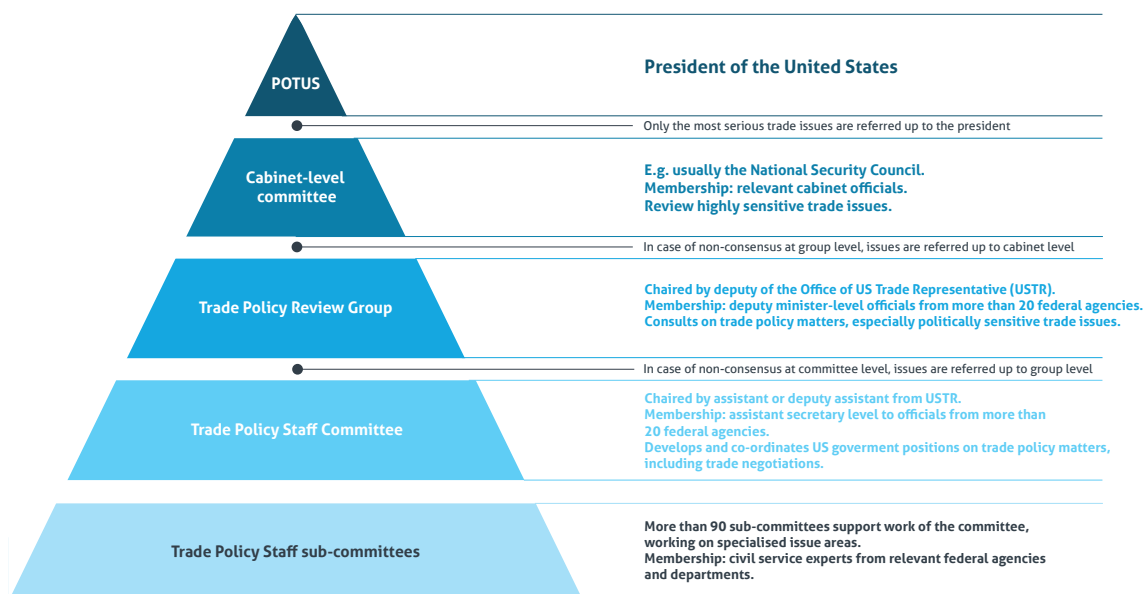 POTUS
President of the United States
Only the most serious trade issues are referred up to the president
Cabinet-level
committee
E.g. usually the National Security Council.
Membership: relevant cabinet officials.
Review highly sensitive trade issues.
In case of non-consensus at group level, issues are referred up to cabinet level
Trade Policy Review Group
Chaired by deputy of the Office of US Trade Representative (USTR).
Membership: deputy minister-level officials from more than 20 federal agencies.
Consults on trade policy matters, especially politically sensitive trade issues.
In case of non-consensus at committee level, issues are referred up to group level
Trade Policy Staff Committee
Chaired by assistant or deputy assistant from USTR.
Membership: assistant secretary level to officials from more than
20 federal agencies.
Develops and co-ordinates US goverment positions on trade policy matters,
including trade negotiations.
Trade Policy Staff sub-committees
More than 90 sub-committees support work of the committee,
working on specialised issue areas.
Membership: civil service experts from relevant federal agencies
and departments.